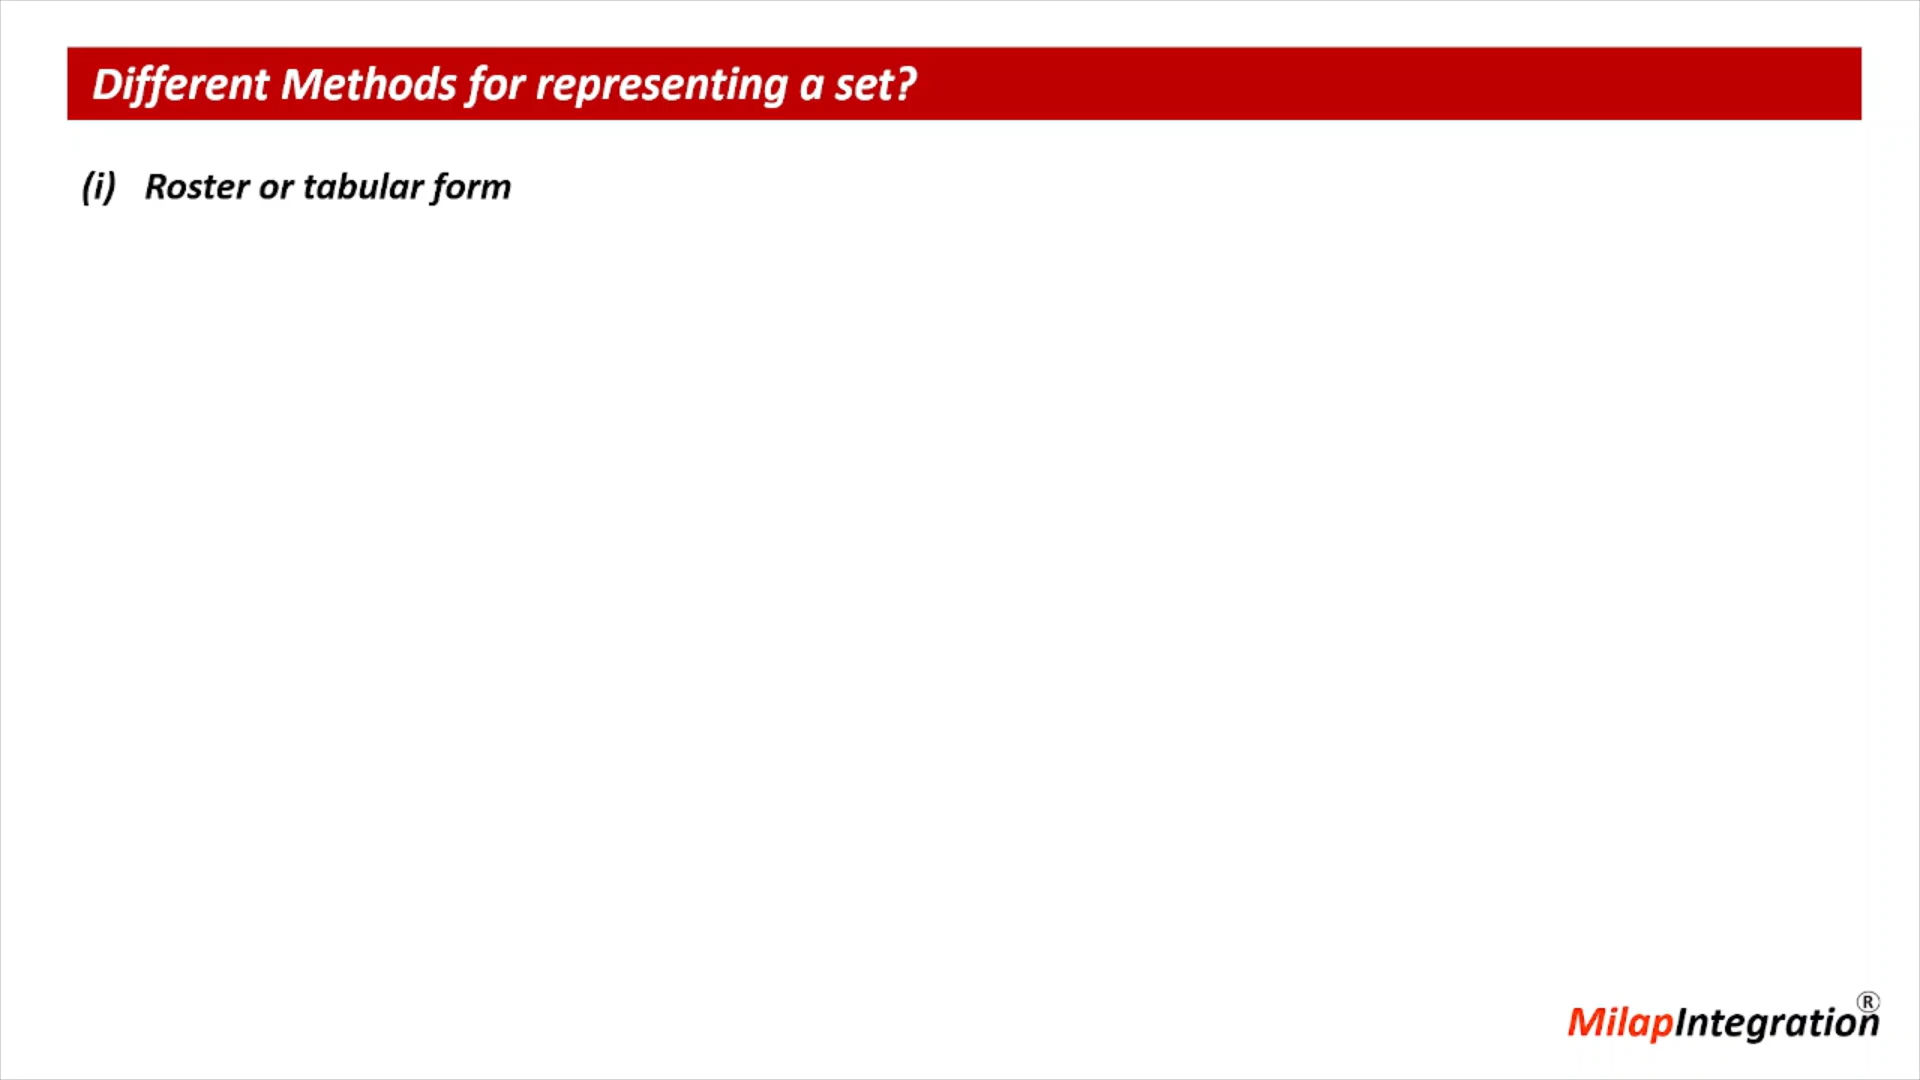 Different Methods for representing a set?
(i) Roster or tabular form
MilapIntegration®